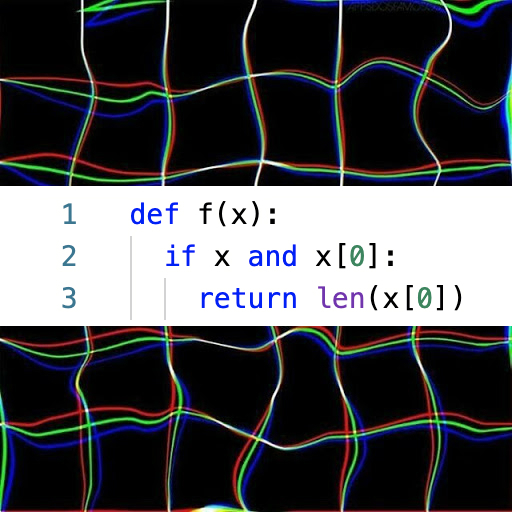 1 def f(x):
2 if x and x[0]:
3 return len(x[0])